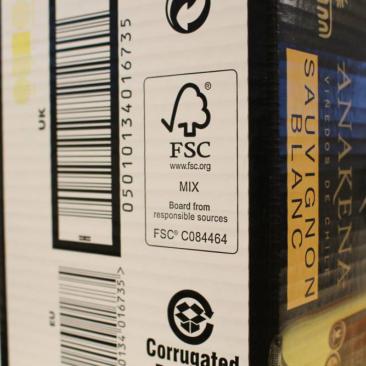 UK
05010134016735
EU
0134016735>
FSC
www.fsc.org
MIX
Board from
responsible sources
FSC® C084464
Corrugated
ANAKENA
VIÑEDOS DE CHILE
SAUVIGNON
BLANC